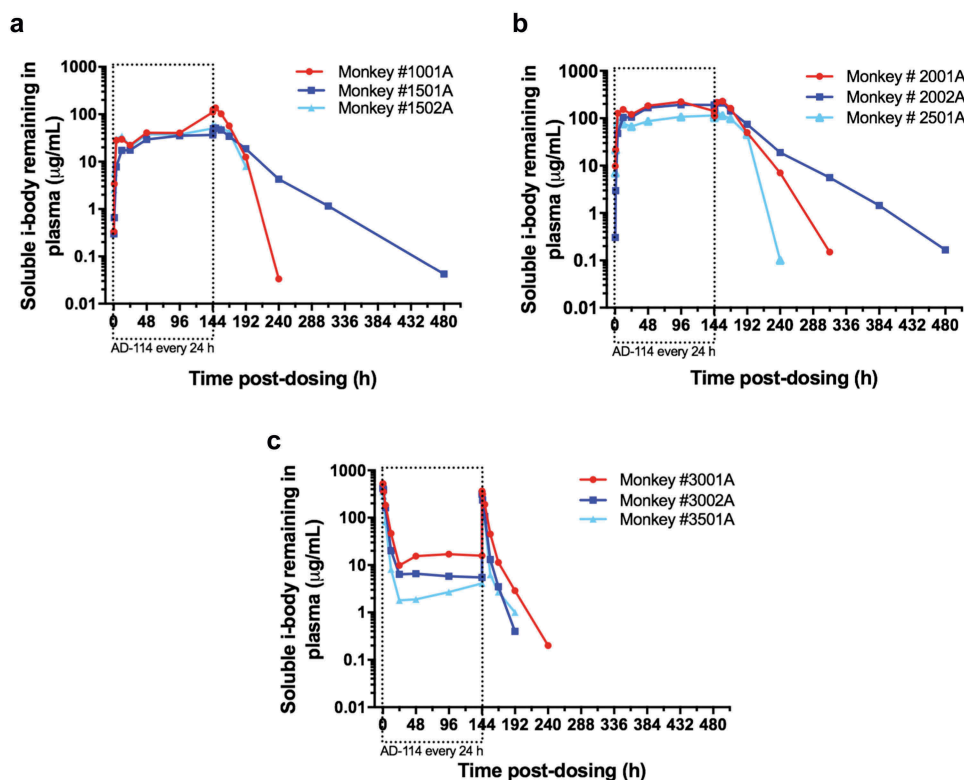 a
Soluble i-body remaining in
plasma (µg/mL)
1000
100
10
1
0.1
0.01
0 48 96 144 192 240 288 336 384 432 480
AD-114 every 24 h
Time post-dosing (h)
Monkey #1001A
Monkey #1501A
Monkey #1502A
b
Soluble i-body remaining in
plasma (µg/mL)
1000
100
10
1
0.1
0.01
0 48 96 144 192 240 288 336 384 432 480
AD-114 every 24 h
Time post-dosing (h)
Monkey # 2001A
Monkey # 2002A
Monkey # 2501A
c
Soluble i-body remaining in
plasma (µg/mL)
1000
100
10
1
0.1
0.01
0 48 96 144 192 240 288 336 384 432 480
AD-114 every 24 h
Time post-dosing (h)
Monkey #3001A
Monkey #3002A
Monkey #3501A